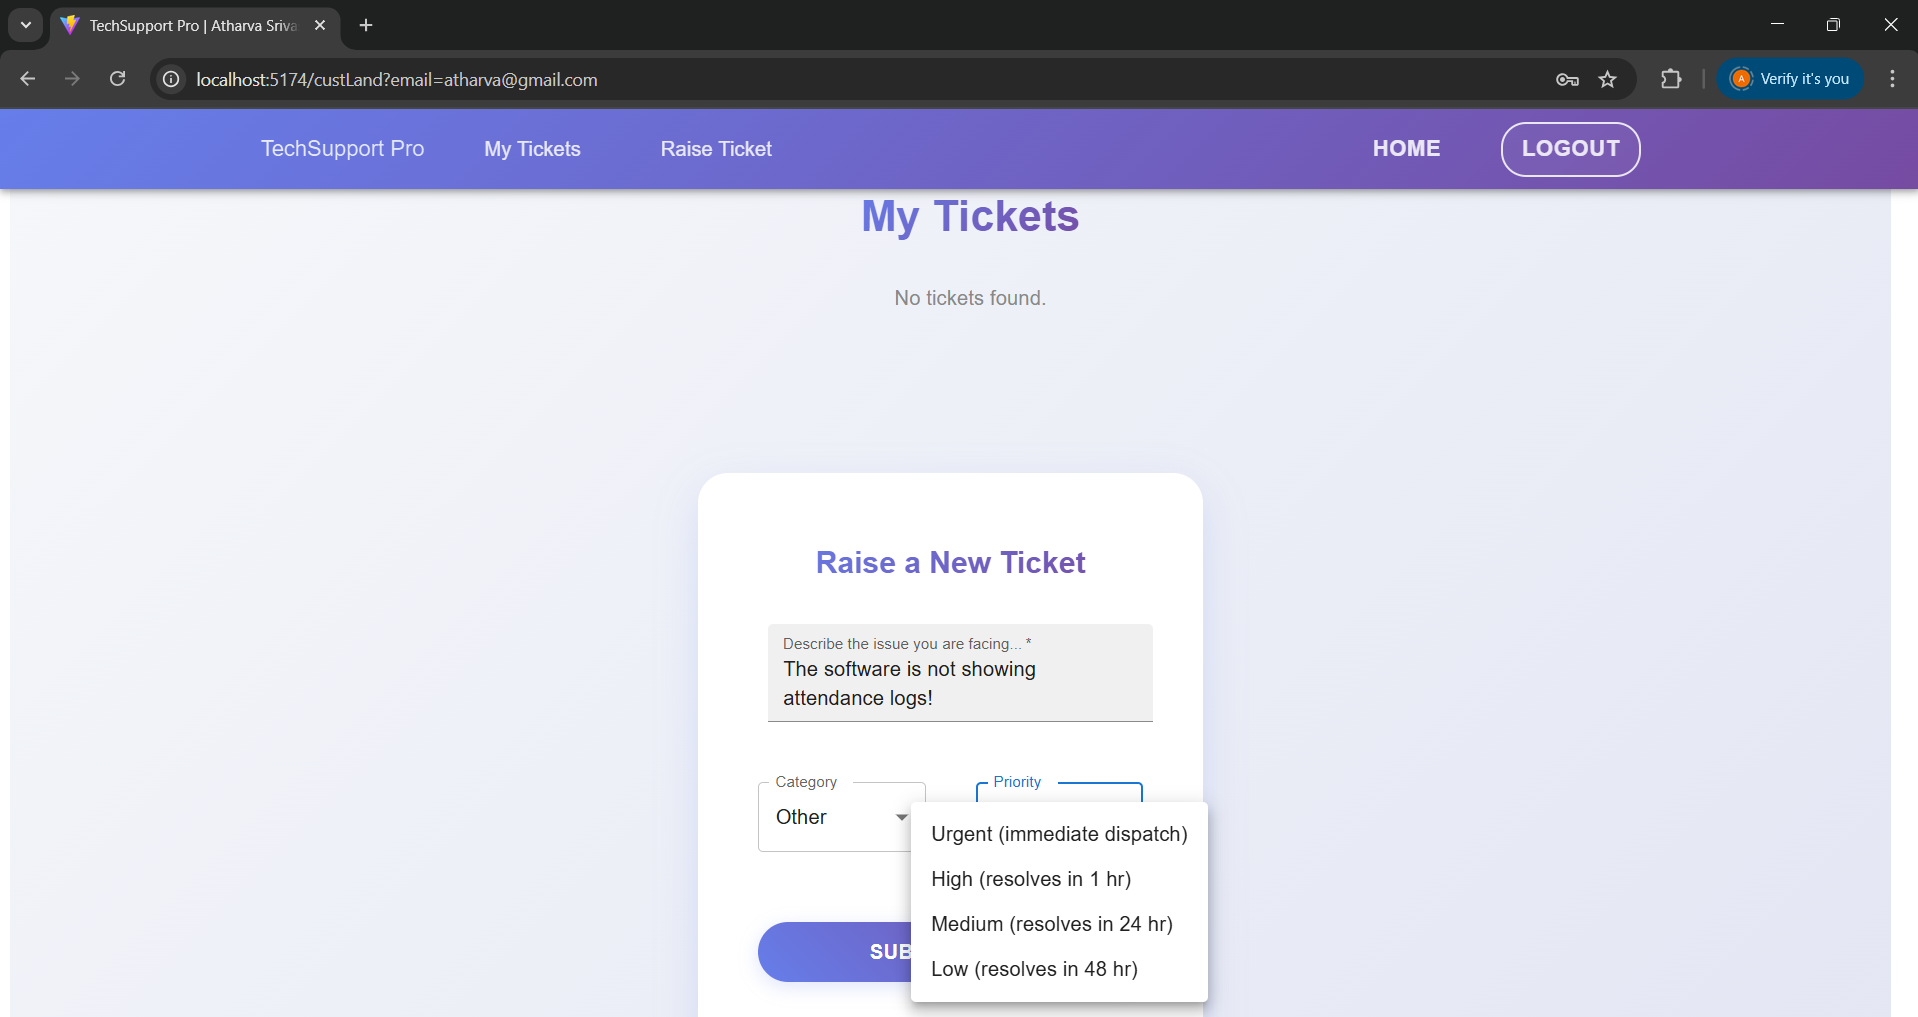 TechSupport Pro | Atharva Sriva
localhost:5174/custLand?email=atharva@gmail.com
A
Verify it's you
TechSupport Pro
My Tickets
Raise Ticket
HOME
LOGOUT
My Tickets
No tickets found.
Raise a New Ticket
Describe the issue you are facing... *
The software is not showing
attendance logs!
Category
Other
Priority
Urgent (immediate dispatch)
High (resolves in 1 hr)
Medium (resolves in 24 hr)
Low (resolves in 48 hr)
SUB